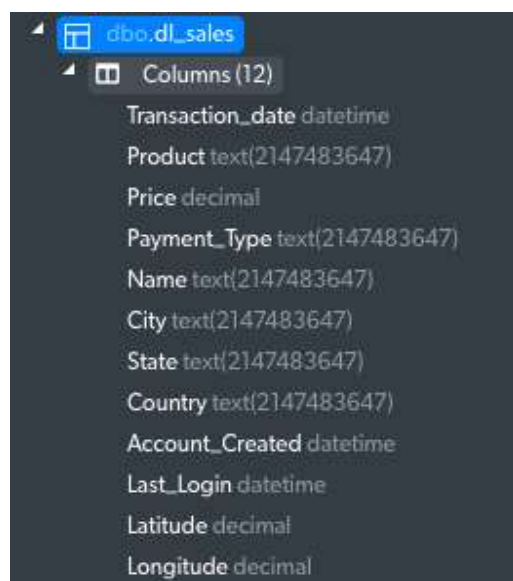 dbo.dl_sales
Columns (12)
Transaction_date datetime
Product text(2147483647)
Price decimal
Payment_Type text(2147483647)
Name text(2147483647)
City text(2147483647)
State text(2147483647)
Country text(2147483647)
Account_Created datetime
Last_Login datetime
Latitude decimal
Longitude decimal